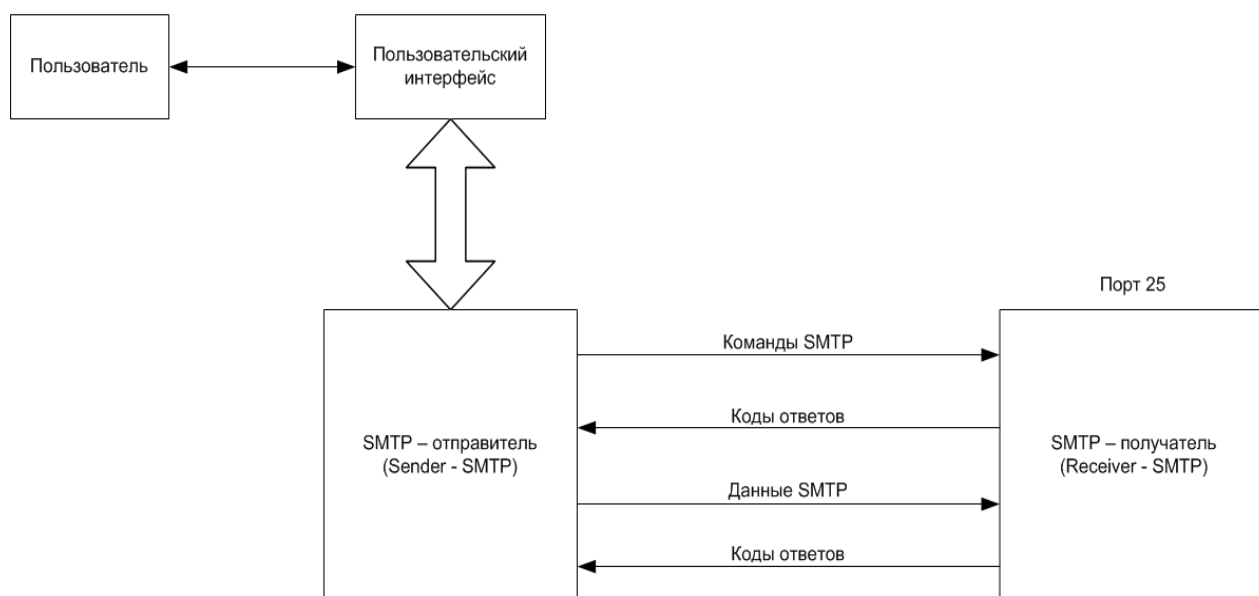 Пользователь
Пользовательский
интерфейс
Порт 25
Команды SMTP
Коды ответов
SMTP – отправитель
(Sender - SMTP)
SMTP – получатель
(Receiver - SMTP)
Данные SMTP
Коды ответов